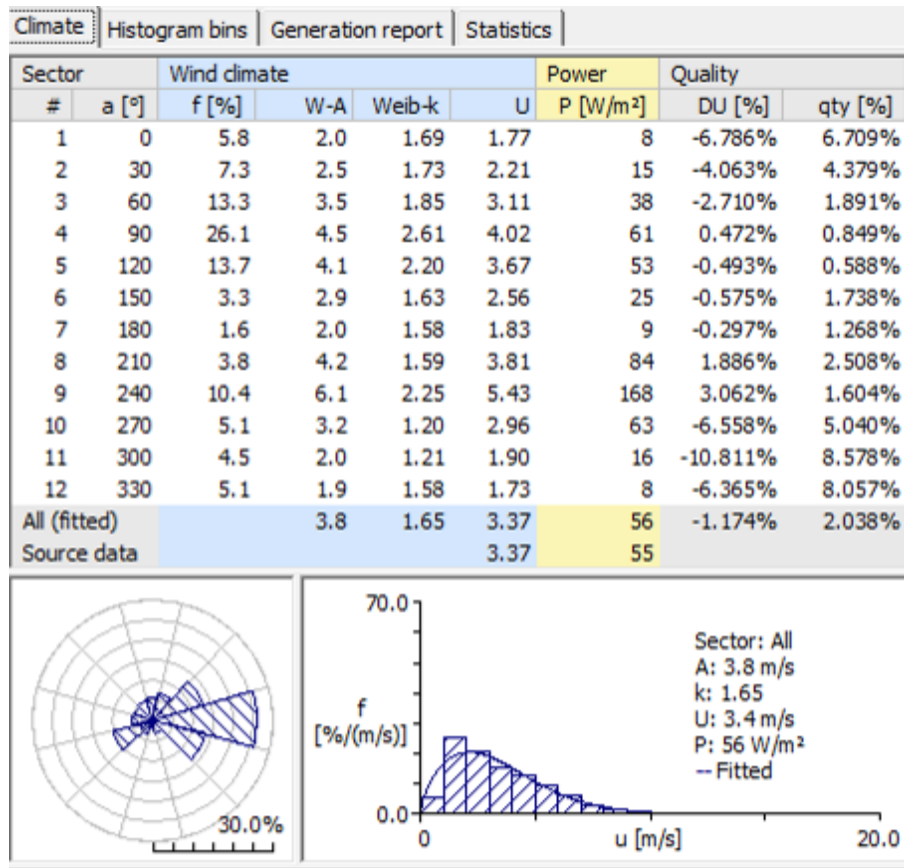 Climate Histogram bins Generation report Statistics
Sector Wind climate Power Quality
# a [°] f [%] W-A Weib-k U P [W/m²] DU [%] qty [%]
1 0 5.8 2.0 1.69 1.77 8 -6.786% 6.709%
2 30 7.3 2.5 1.73 2.21 15 -4.063% 4.379%
3 60 13.3 3.5 1.85 3.11 38 -2.710% 1.891%
4 90 26.1 4.5 2.61 4.02 61 0.472% 0.849%
5 120 13.7 4.1 2.20 3.67 53 -0.493% 0.588%
6 150 3.3 2.9 1.63 2.56 25 -0.575% 1.738%
7 180 1.6 2.0 1.58 1.83 9 -0.297% 1.268%
8 210 3.8 4.2 1.59 3.81 84 1.886% 2.508%
9 240 10.4 6.1 2.25 5.43 168 3.062% 1.604%
10 270 5.1 3.2 1.20 2.96 63 -6.558% 5.040%
11 300 4.5 2.0 1.21 1.90 16 -10.811% 8.578%
12 330 5.1 1.9 1.58 1.73 8 -6.365% 8.057%
All (fitted) 3.8 1.65 3.37 56 -1.174% 2.038%
Source data 3.37 55
30.0%
70.0
f
[%/(m/s)]
0.0
0 u [m/s] 20.0
Sector: All
A: 3.8 m/s
k: 1.65
U: 3.4 m/s
P: 56 W/m²
-- Fitted